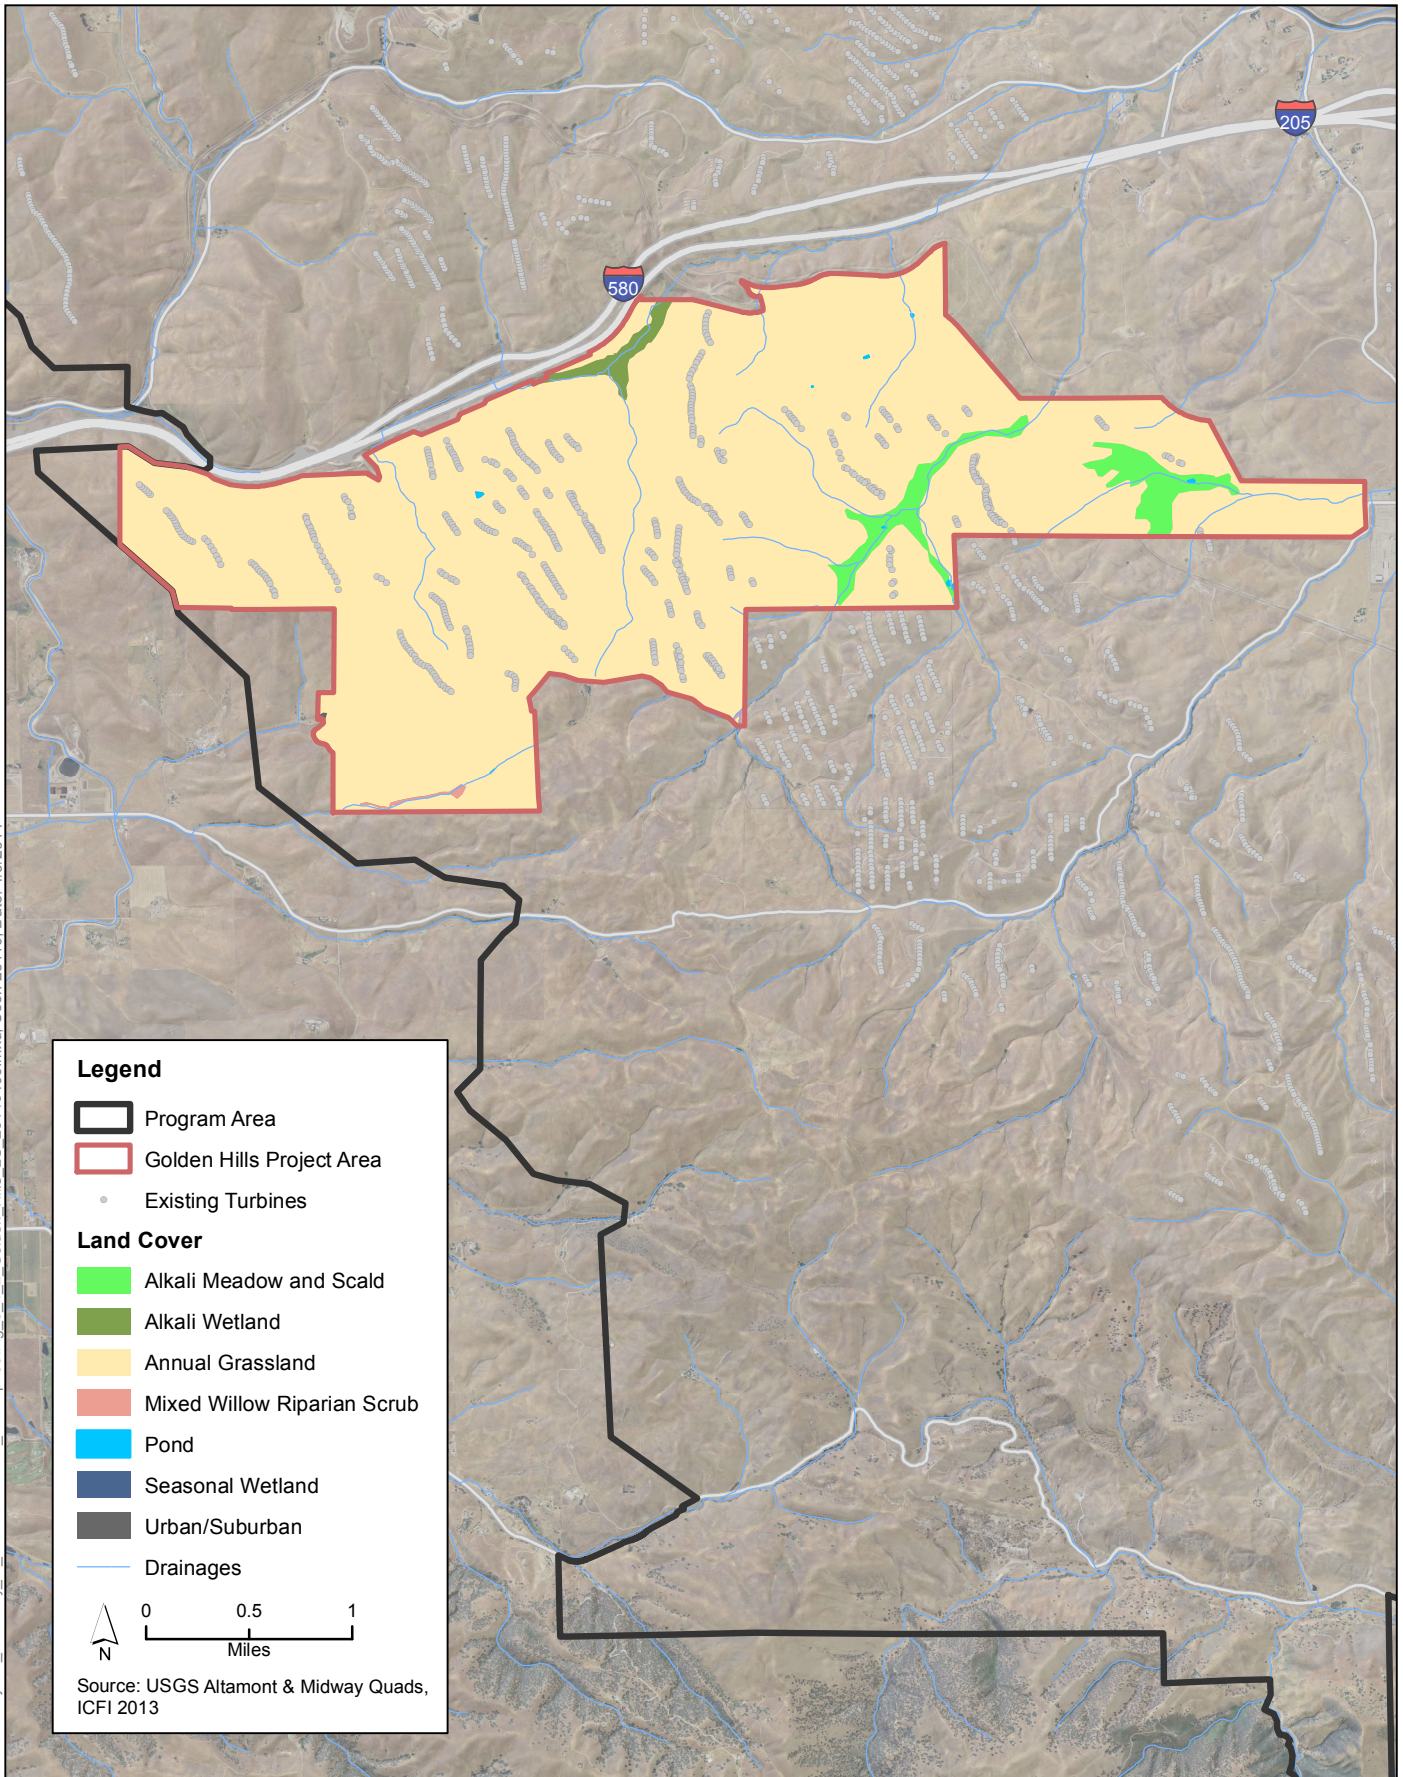 205
580
Legend
Program Area
Golden Hills Project Area
Existing Turbines
Land Cover
Alkali Meadow and Scald
Alkali Wetland
Annual Grassland
Mixed Willow Riparian Scrub
Pond
Seasonal Wetland
Urban/Suburban
Drainages
0 0.5 1
Miles
N
Source: USGS Altamont & Midway Quads,
ICFI 2013